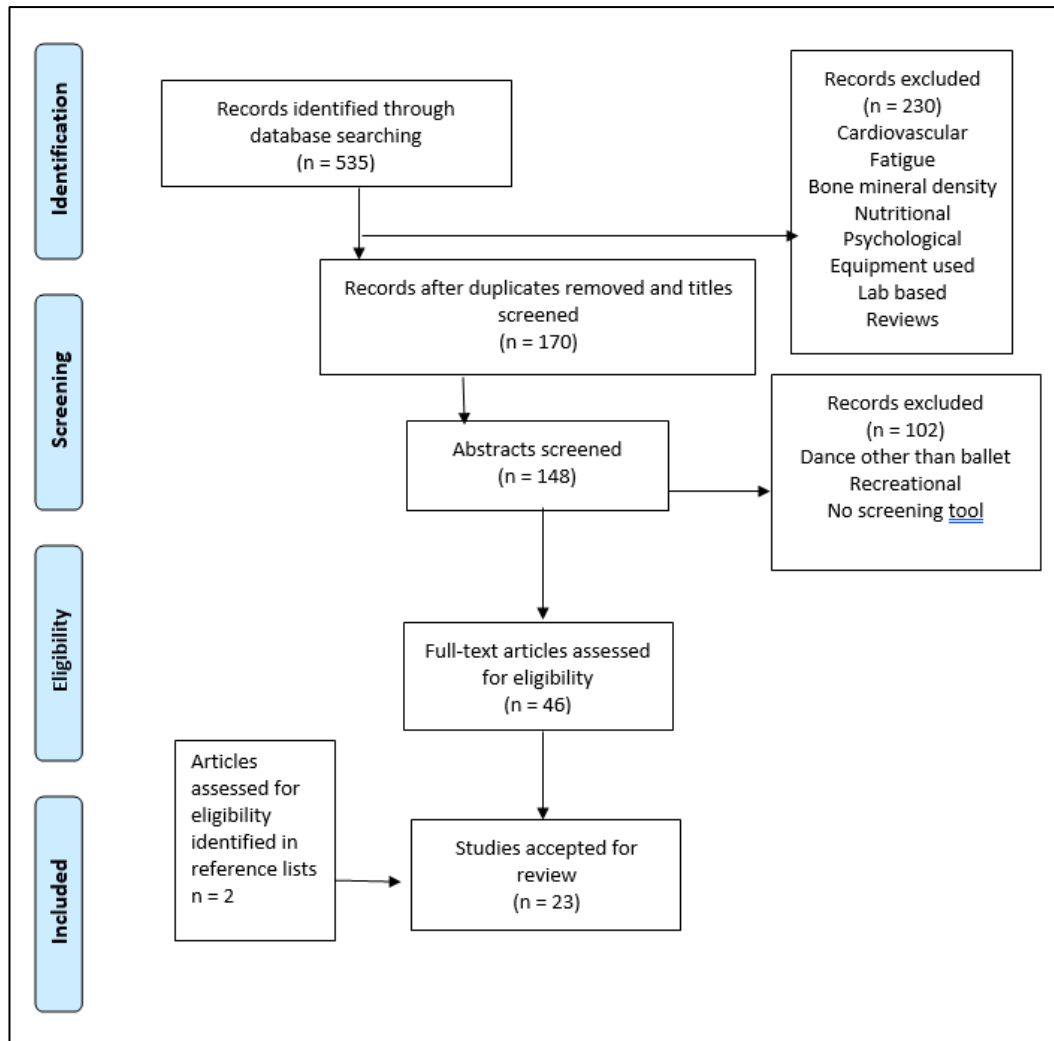 Identification
Records identified through
database searching
(n = 535)
Records excluded
(n = 230)
Cardiovascular
Fatigue
Bone mineral density
Nutritional
Psychological
Equipment used
Lab based
Reviews
Records after duplicates removed and titles
screened
(n = 170)
Screening
Abstracts screened
(n = 148)
Records excluded
(n = 102)
Dance other than ballet
Recreational
No screening tool
Eligibility
Full-text articles assessed
for eligibility
(n = 46)
Articles
assessed for
eligibility
identified in
reference lists
n = 2
Included
Studies accepted for
review
(n = 23)